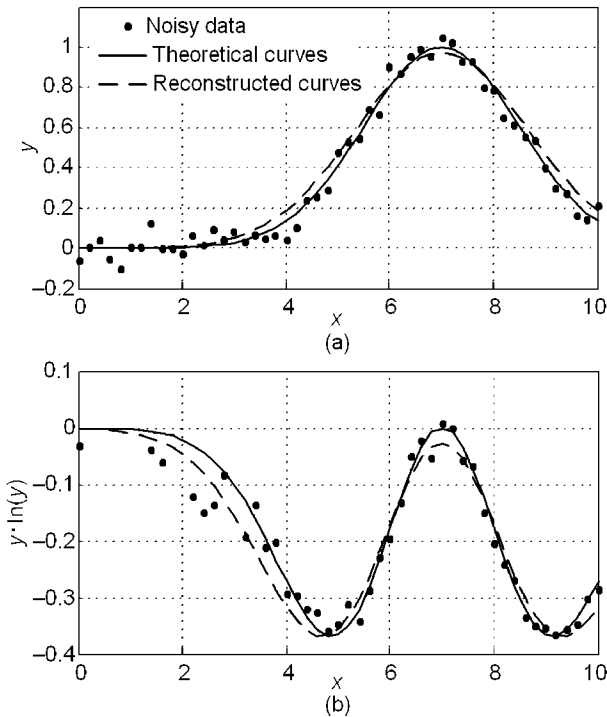 Noisy data
Theoretical curves
Reconstructed curves
1
0.8
0.6
0.4
0.2
0
−0.2
y
0 2 4 6 8 10
x
(a)
0.1
0
−0.1
−0.2
−0.3
−0.4
y·ln(y)
0 2 4 6 8 10
x
(b)